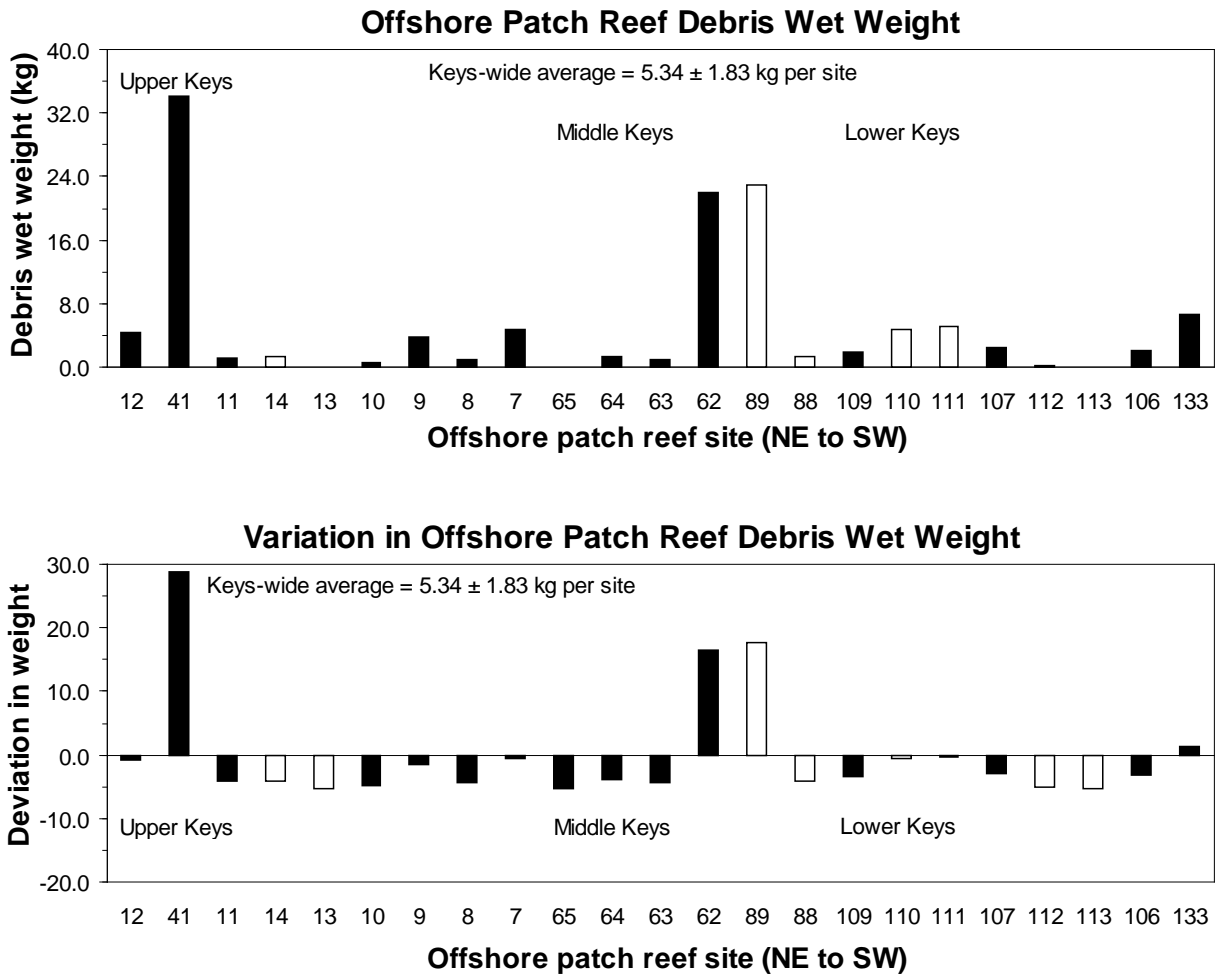 Offshore Patch Reef Debris Wet Weight
Debris wet weight (kg)
40.0
32.0
24.0
16.0
8.0
0.0
Upper Keys
Keys-wide average = 5.34 ± 1.83 kg per site
Middle Keys
Lower Keys
12 41 11 14 13 10 9 8 7 65 64 63 62 89 88 109 110 111 107 112 113 106 133
Offshore patch reef site (NE to SW)
Variation in Offshore Patch Reef Debris Wet Weight
Deviation in weight
30.0
20.0
10.0
0.0
-10.0
-20.0
Keys-wide average = 5.34 ± 1.83 kg per site
Upper Keys
Middle Keys
Lower Keys
12 41 11 14 13 10 9 8 7 65 64 63 62 89 88 109 110 111 107 112 113 106 133
Offshore patch reef site (NE to SW)